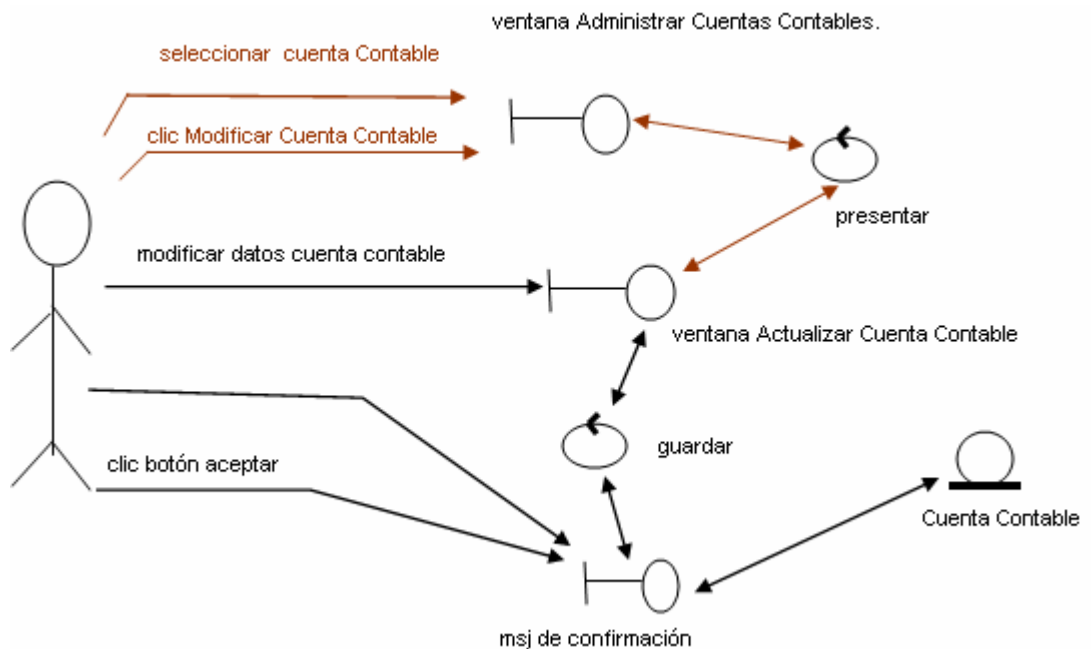 ventana Administrar Cuentas Contables.
seleccionar cuenta Contable
clic Modificar Cuenta Contable
presentar
modificar datos cuenta contable
ventana Actualizar Cuenta Contable
guardar
clic botón aceptar
Cuenta Contable
msj de confirmación